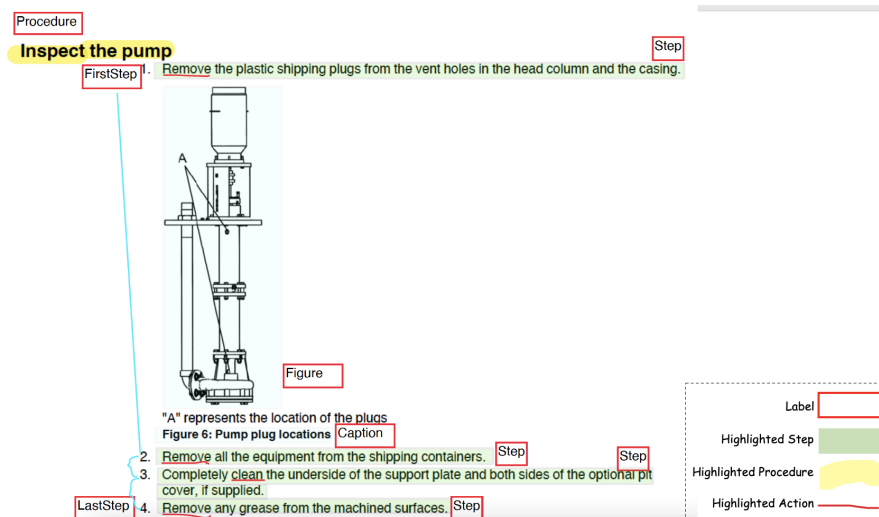 Procedure
Inspect the pump
Step
FirstStep
1. Remove the plastic shipping plugs from the vent holes in the head column and the casing.
A
Figure
"A" represents the location of the plugs
Figure 6: Pump plug locations
Caption
2. Remove all the equipment from the shipping containers.
Step
Step
3. Completely clean the underside of the support plate and both sides of the optional pit
cover, if supplied.
LastStep
4. Remove any grease from the machined surfaces.
Step
Label
Highlighted Step
Highlighted Procedure
Highlighted Action